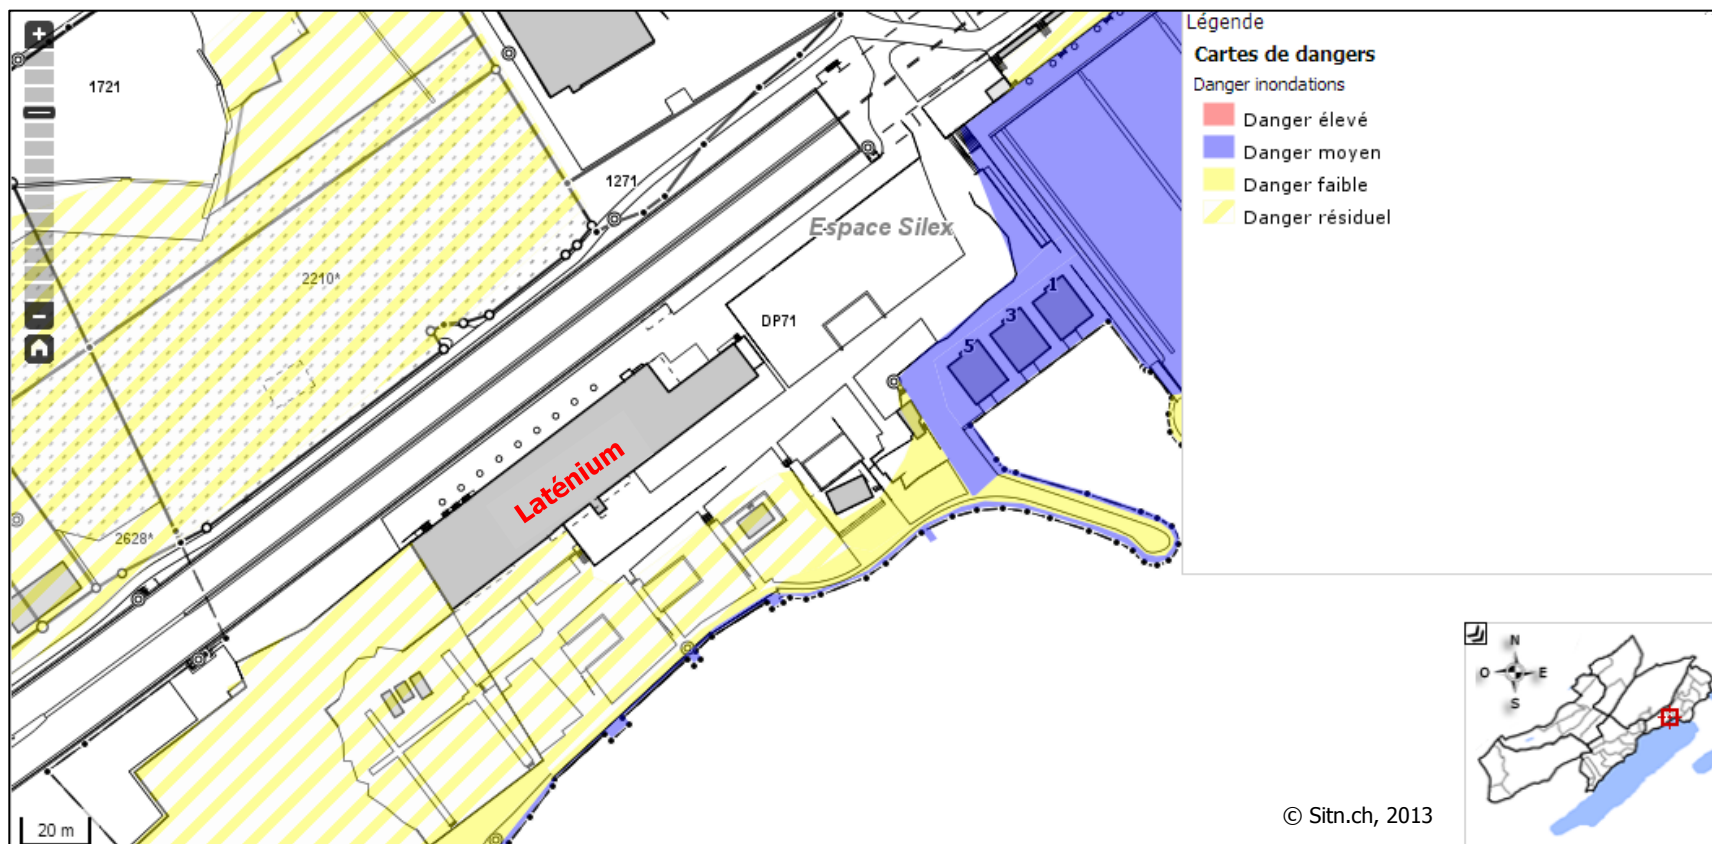 Légende
Cartes de dangers
Danger inondations
Danger élevé
Danger moyen
Danger faible
Danger résiduel
1721
1271
Espace Silex
2210*
DP71
1
3
5
Laténium
2628*
20 m
© Sitn.ch, 2013
N
O
E
S